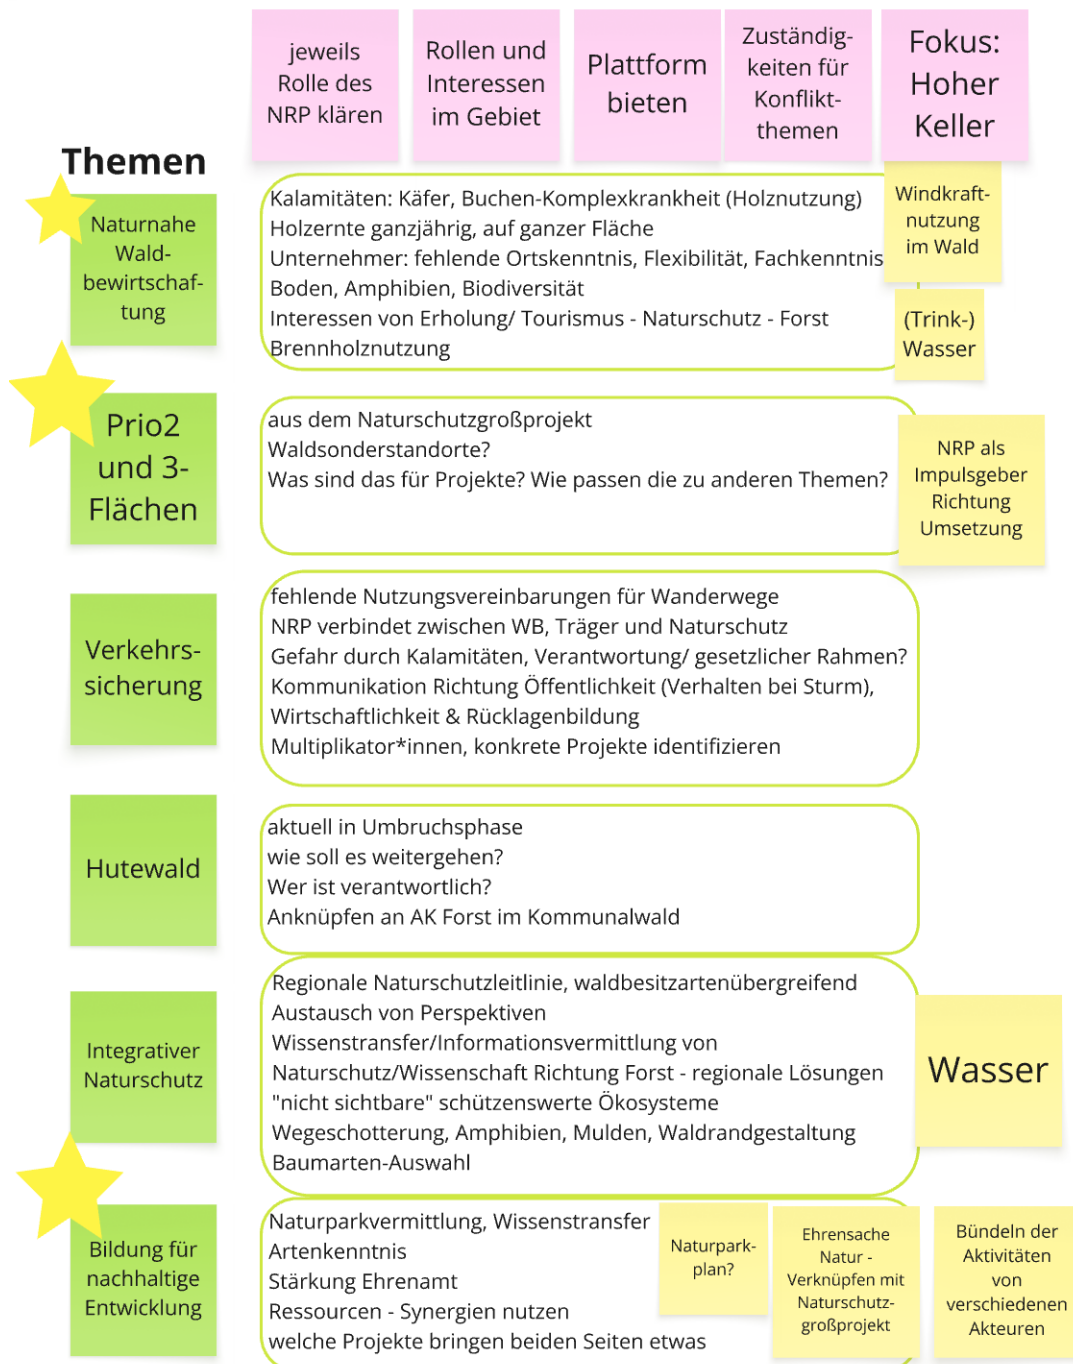 jeweils
Rolle des
NRP klären
Rollen und
Interessen
im Gebiet
Plattform
bieten
Zuständig-
keiten für
Konflikt-
themen
Fokus:
Hoher
Keller
Themen
Naturnahe
Wald-
bewirtschaf-
tung
Kalamitäten: Käfer, Buchen-Komplexkrankheit (Holznutzung)
Holzernte ganzjährig, auf ganzer Fläche
Unternehmer: fehlende Ortskenntnis, Flexibilität, Fachkenntnis
Boden, Amphibien, Biodiversität
Interessen von Erholung/ Tourismus - Naturschutz - Forst
Brennholznutzung
Windkraft-
nutzung
im Wald
(Trink-)
Wasser
Prio2
und 3-
Flächen
aus dem Naturschutzgroßprojekt
Waldsonderstandorte?
Was sind das für Projekte? Wie passen die zu anderen Themen?
NRP als
Impulsgeber
Richtung
Umsetzung
Verkehrs-
sicherung
fehlende Nutzungsvereinbarungen für Wanderwege
NRP verbindet zwischen WB, Träger und Naturschutz
Gefahr durch Kalamitäten, Verantwortung/ gesetzlicher Rahmen?
Kommunikation Richtung Öffentlichkeit (Verhalten bei Sturm),
Wirtschaftlichkeit & Rücklagenbildung
Multiplikator*innen, konkrete Projekte identifizieren
Hutewald
aktuell in Umbruchsphase
wie soll es weitergehen?
Wer ist verantwortlich?
Anknüpfen an AK Forst im Kommunalwald
Integrativer
Naturschutz
Regionale Naturschutzleitlinie, waldbesitzartenübergreifend
Austausch von Perspektiven
Wissenstransfer/Informationsvermittlung von
Naturschutz/Wissenschaft Richtung Forst - regionale Lösungen
"nicht sichtbare" schützenswerte Ökosysteme
Wegeschotterung, Amphibien, Mulden, Waldrandgestaltung
Baumarten-Auswahl
Wasser
Bildung für
nachhaltige
Entwicklung
Naturparkvermittlung, Wissenstransfer
Artenkenntnis
Stärkung Ehrenamt
Ressourcen - Synergien nutzen
welche Projekte bringen beiden Seiten etwas
Naturpark-
plan?
Ehrensache
Natur -
Verknüpfen mit
Naturschutz-
großprojekt
Bündeln der
Aktivitäten
von
verschiedenen
Akteuren